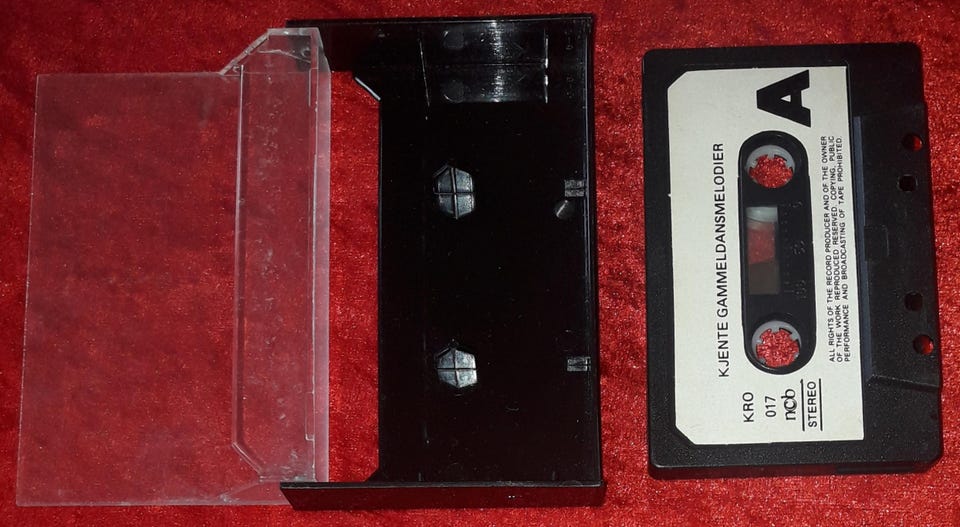 A
KJENTE GAMMELDANSMELODIER
KRO
017
ncb
STEREO
ALL RIGHTS OF THE RECORD PRODUCER AND OF THE OWNER
OF THE WORK REPRODUCED RESERVED. COPYING, PUBLIC
PERFORMANCE AND BROADCASTING OF TAPE PROHIBITED.